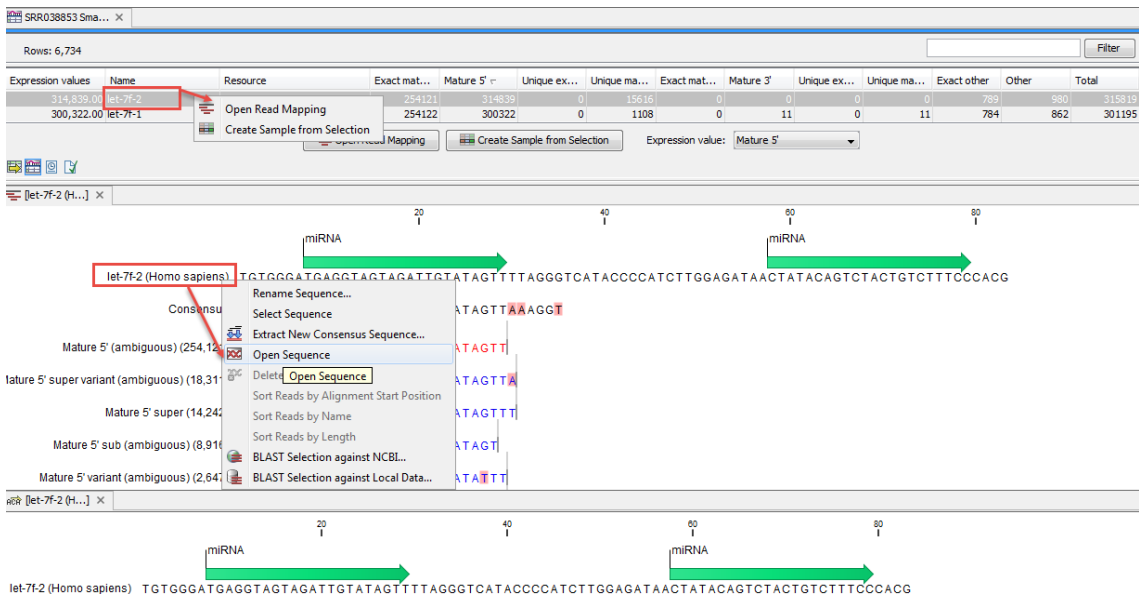 SRR038853 Sma...
Rows: 6,734 Filter
Expression values Name Resource Exact mat... Mature 5' Unique ex... Unique ma... Exact mat... Mature 3' Unique ex... Unique ma... Exact other Other Total
314,839.00 let-7f-2 254121 314839 0 15616 0 0 0 0 789 980 315819
300,322.00 let-7f-1 254122 300322 0 1108 0 11 0 11 784 862 301195
Open Read Mapping
Create Sample from Selection
Open Read Mapping Create Sample from Selection Expression value: Mature 5'
[let-7f-2 (H...]
20 40 60 80
miRNA miRNA
let-7f-2 (Homo sapiens) TGTGGGATGAGGTAGTAGATTGTATAGTTTTAGGGTCATACCCCATCTTGGAGATAACTATACAGTCTACTGTCTTTCCCACG
Rename Sequence...
Consensu ATAGTTAAAGGT
Select Sequence
Extract New Consensus Sequence...
Mature 5' (ambiguous) (254,12 ATAGTT
Open Sequence
Mature 5' super variant (ambiguous) (18,311 ATAGTTA
Delete Open Sequence
Sort Reads by Alignment Start Position
Mature 5' super (14,242 ATAGTTT
Sort Reads by Name
Sort Reads by Length
Mature 5' sub (ambiguous) (8,916 ATAGT
BLAST Selection against NCBI...
Mature 5' variant (ambiguous) (2,647 ATATTT
BLAST Selection against Local Data...
[let-7f-2 (H...]
20 40 60 80
miRNA miRNA
let-7f-2 (Homo sapiens) TGTGGGATGAGGTAGTAGATTGTATAGTTTTAGGGTCATACCCCATCTTGGAGATAACTATACAGTCTACTGTCTTTCCCACG